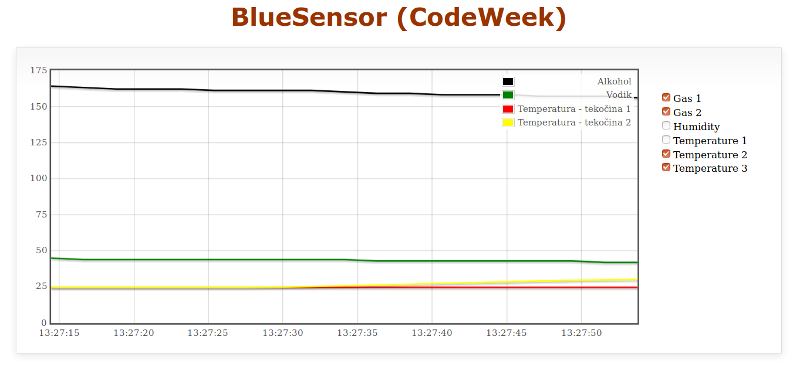 BlueSensor (CodeWeek)
175
150
125
100
75
50
25
0
13:27:15 13:27:20 13:27:25 13:27:30 13:27:35 13:27:40 13:27:45 13:27:50
Alkohol
Vodik
Temperatura - tekočina 1
Temperatura - tekočina 2
Gas 1
Gas 2
Humidity
Temperature 1
Temperature 2
Temperature 3